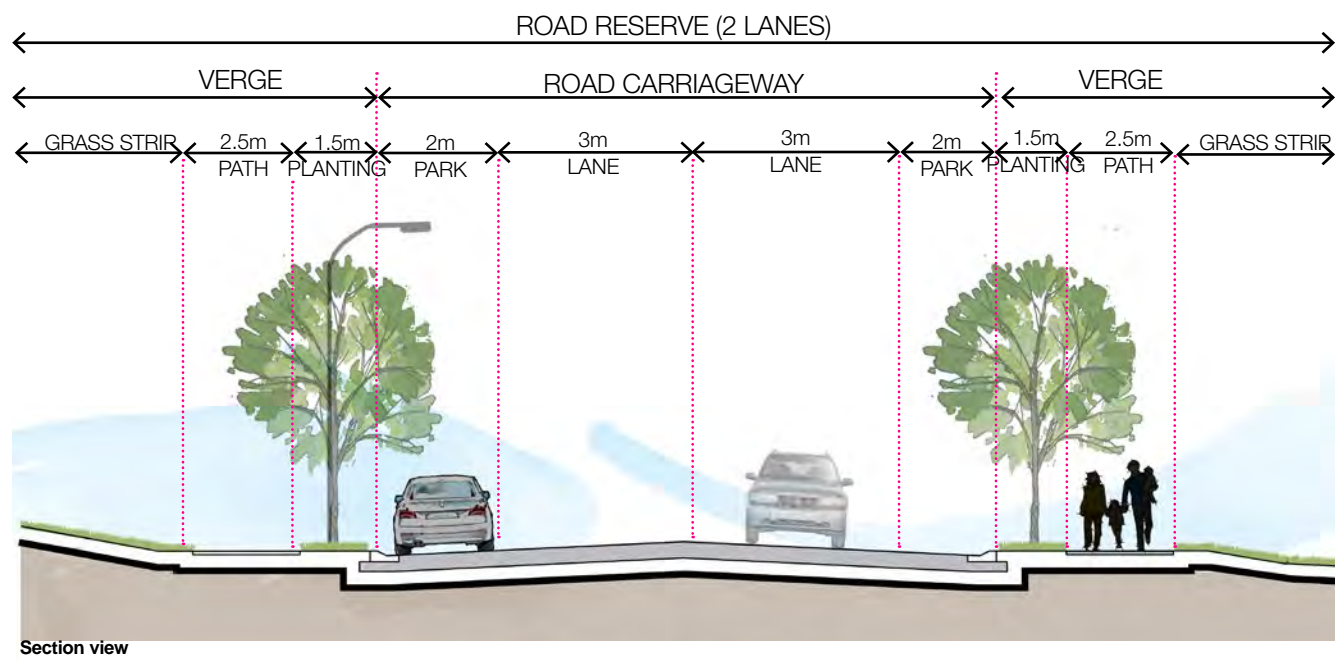 ROAD RESERVE (2 LANES)
VERGE ROAD CARRIAGEWAY VERGE
GRASS STRIP 2.5m 1.5m 2m 3m 3m 2m 1.5m 2.5m GRASS STRIP
PATH PLANTING PARK LANE LANE PARK PLANTING PATH
Section view